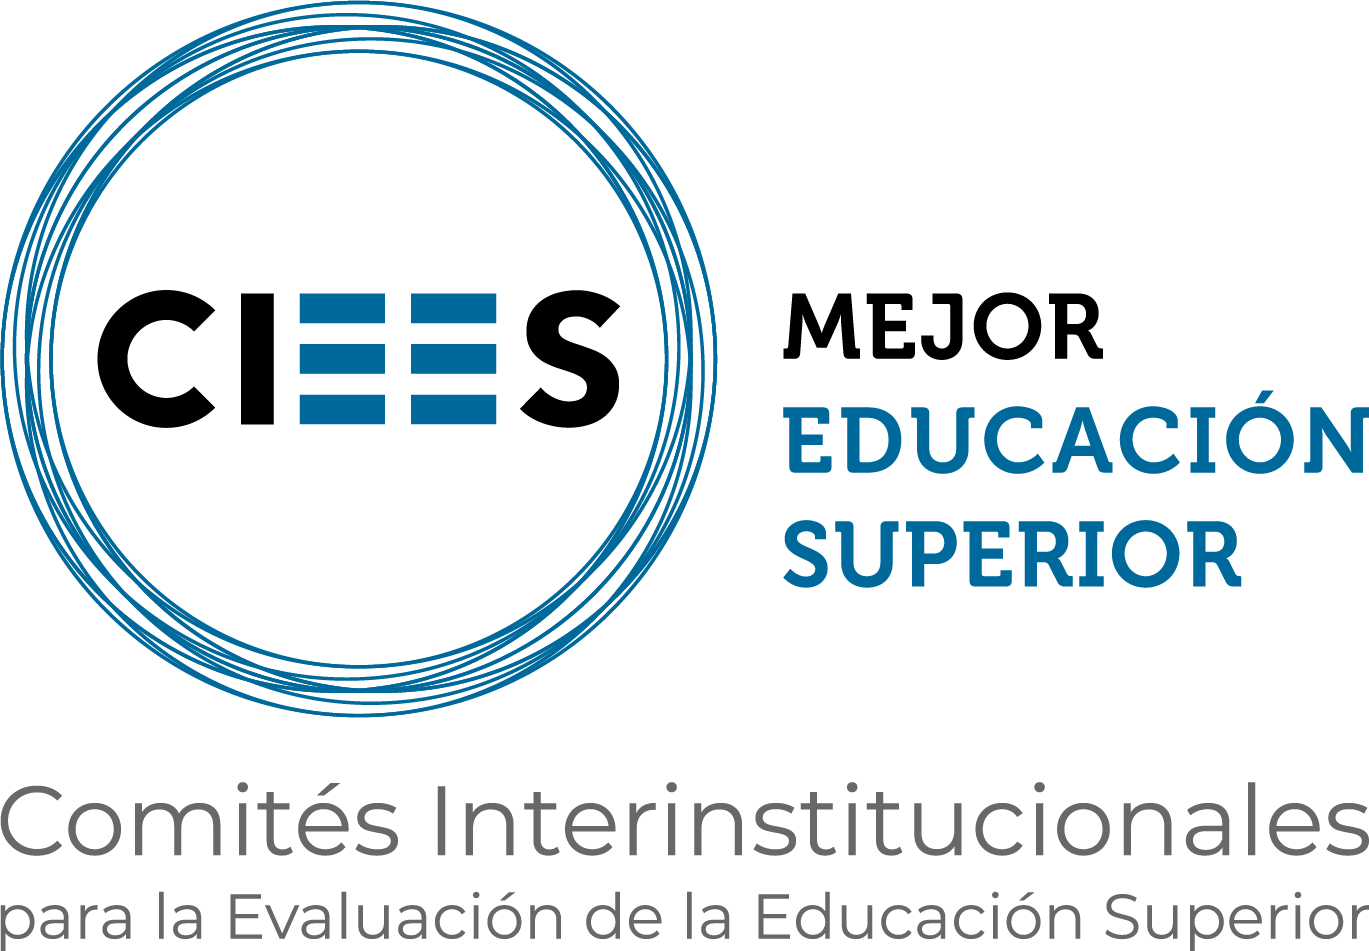 CIEES
MEJOR
EDUCACIÓN
SUPERIOR
Comités Interinstitucionales
para la Evaluación de la Educación Superior